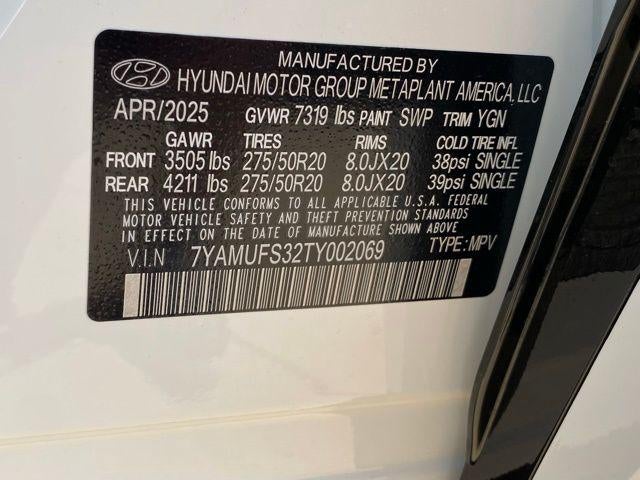 MANUFACTURED BY
HYUNDAI MOTOR GROUP METAPLANT AMERICA, LLC
APR/2025 GVWR 7319 lbs PAINT SWP TRIM YGN
GAWR TIRES RIMS COLD TIRE INFL
FRONT 3505 lbs 275/50R20 8.0JX20 38psi SINGLE
REAR 4211 lbs 275/50R20 8.0JX20 39psi SINGLE
THIS VEHICLE CONFORMS TO ALL APPLICABLE U.S.A. FEDERAL
MOTOR VEHICLE SAFETY AND THEFT PREVENTION STANDARDS
IN EFFECT ON THE DATE OF MANUFACTURE SHOWN ABOVE
V.I.N 7YAMUFS32TY002069 TYPE: MPV